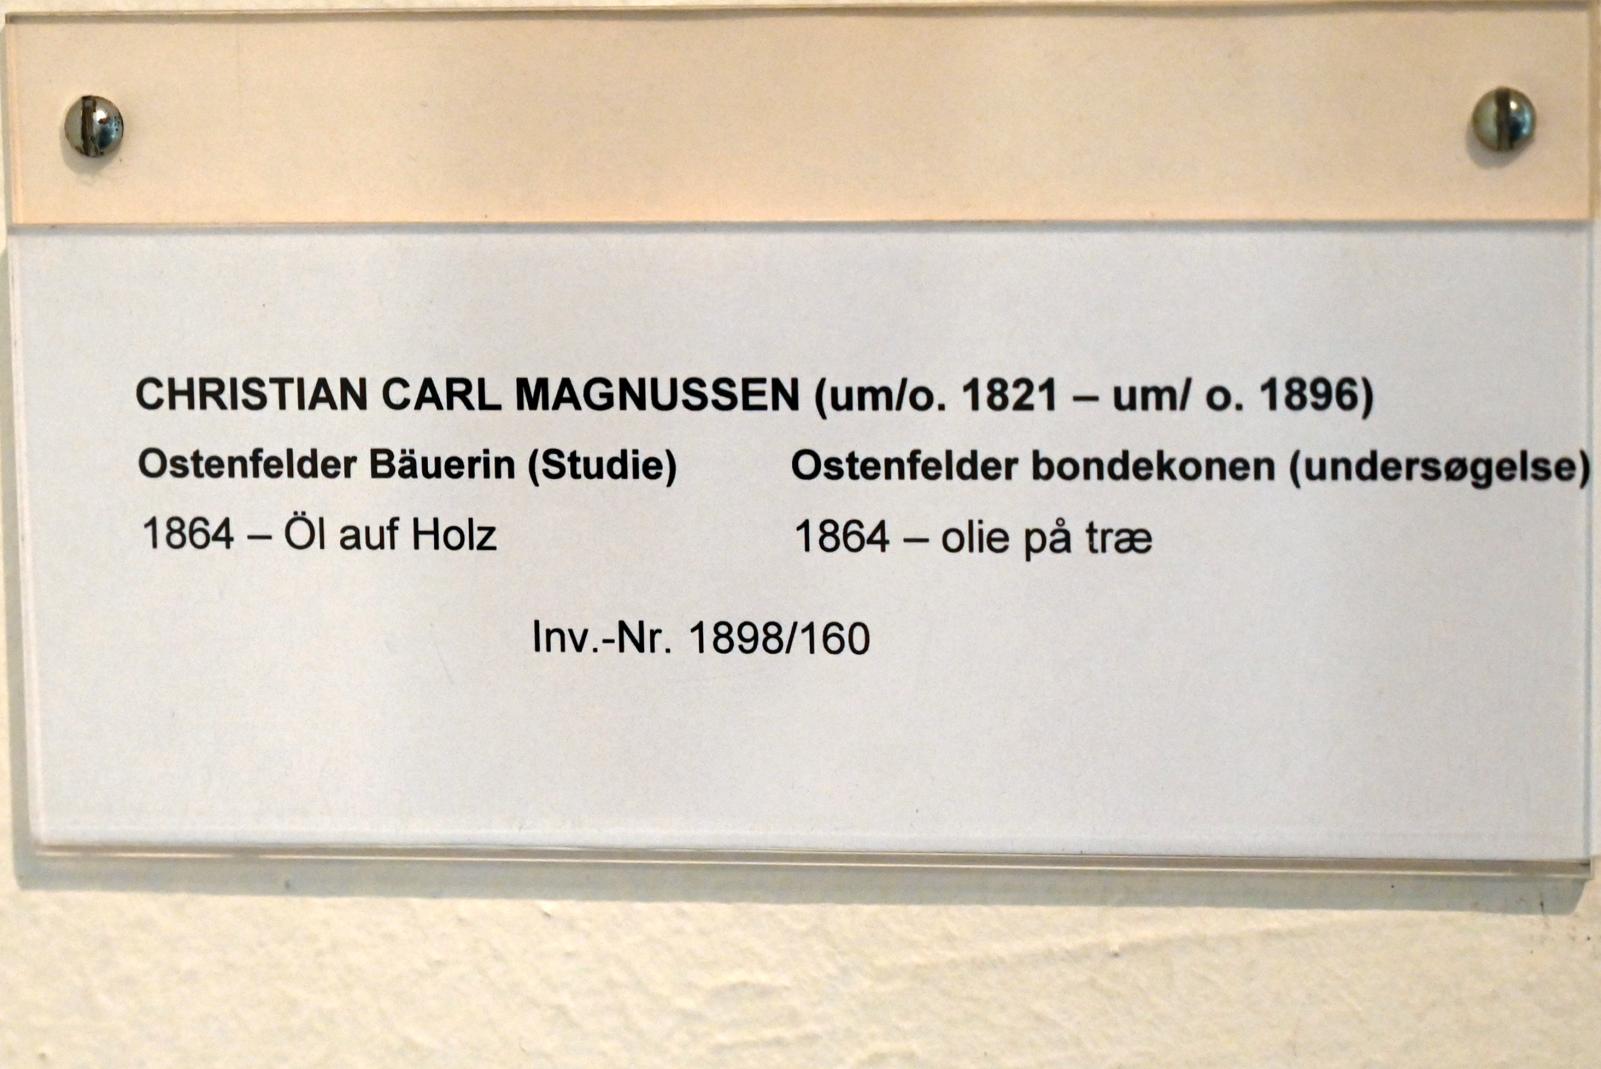 CHRISTIAN CARL MAGNUSSEN (um/o. 1821 – um/ o. 1896)
Ostenfelder Bäuerin (Studie) Ostenfelder bondekonen (undersøgelse)
1864 – Öl auf Holz 1864 – olie på træ
Inv.-Nr. 1898/160